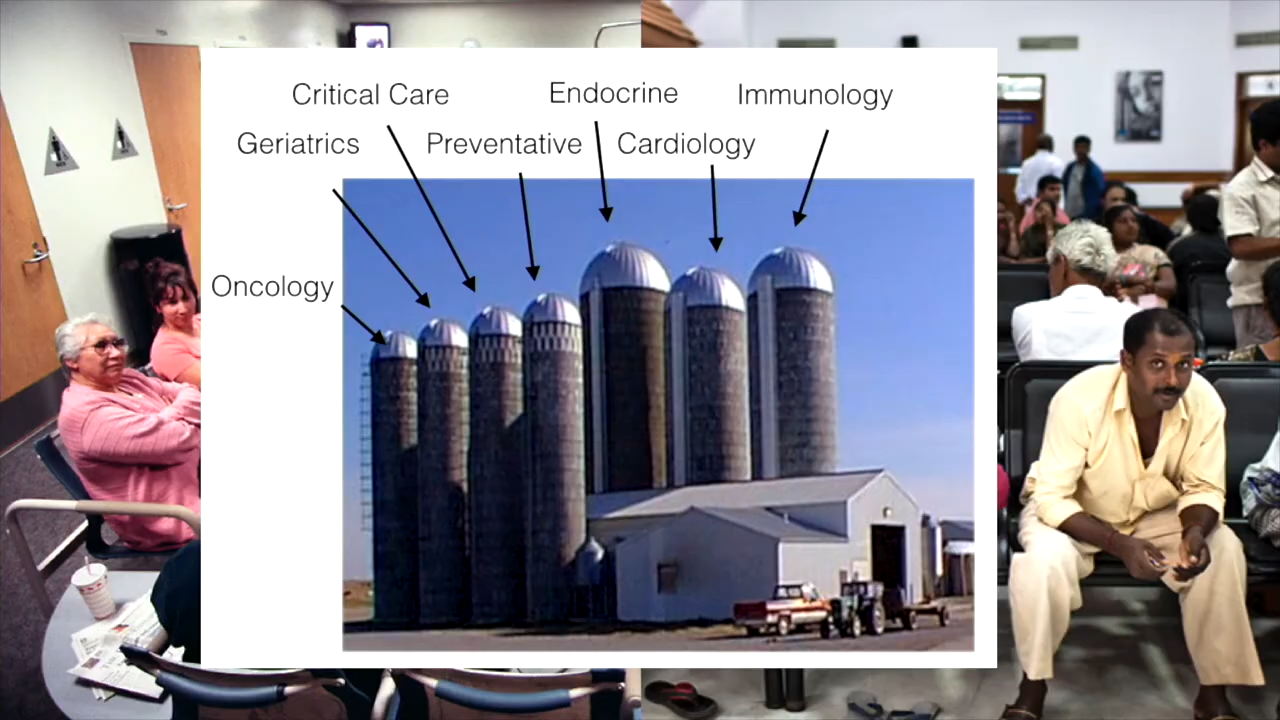 Critical Care
Endocrine
Immunology
Geriatrics
Preventative
Cardiology
Oncology